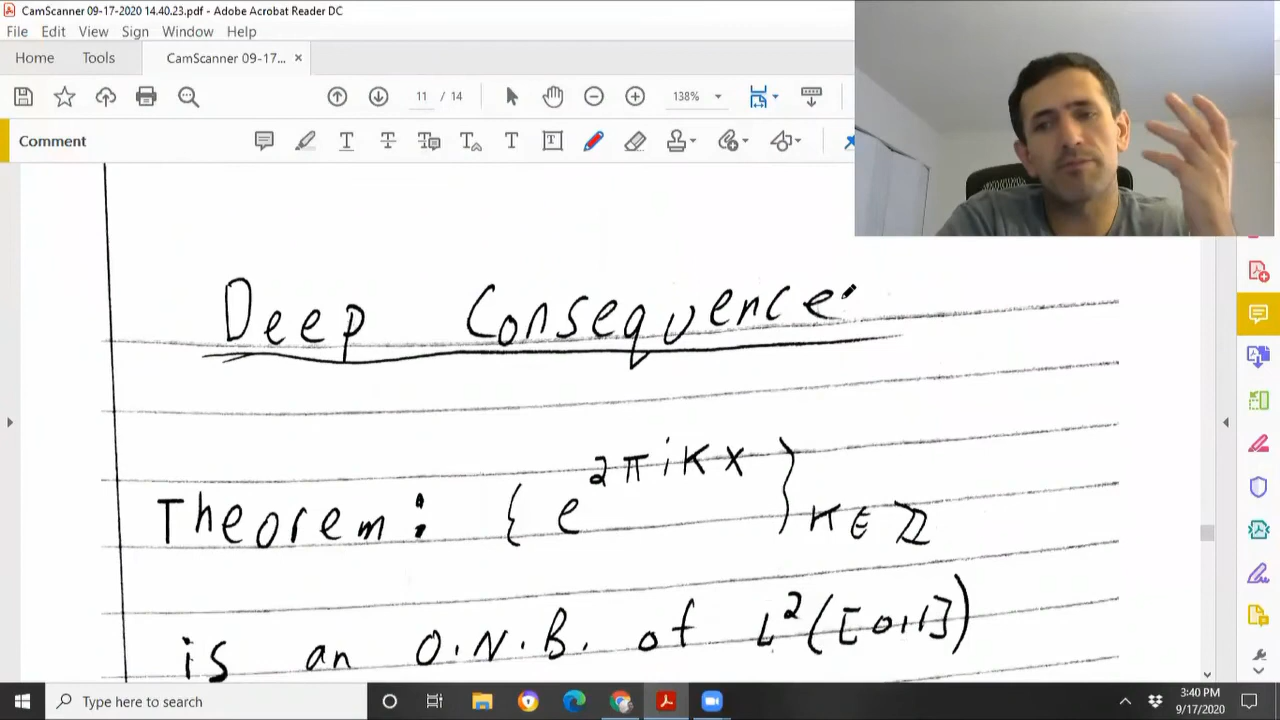 CamScanner 09-17-2020 14.40.23.pdf - Adobe Acrobat Reader DC
File Edit View Sign Window Help
Home Tools CamScanner 09-17... ×
11 / 14 138%
Comment
Deep Consequence:
Theorem: { e^{2πikx} }_{k∈ℤ}
is an O.N.B. of L²([0,1])
Type here to search
3:40 PM
9/17/2020